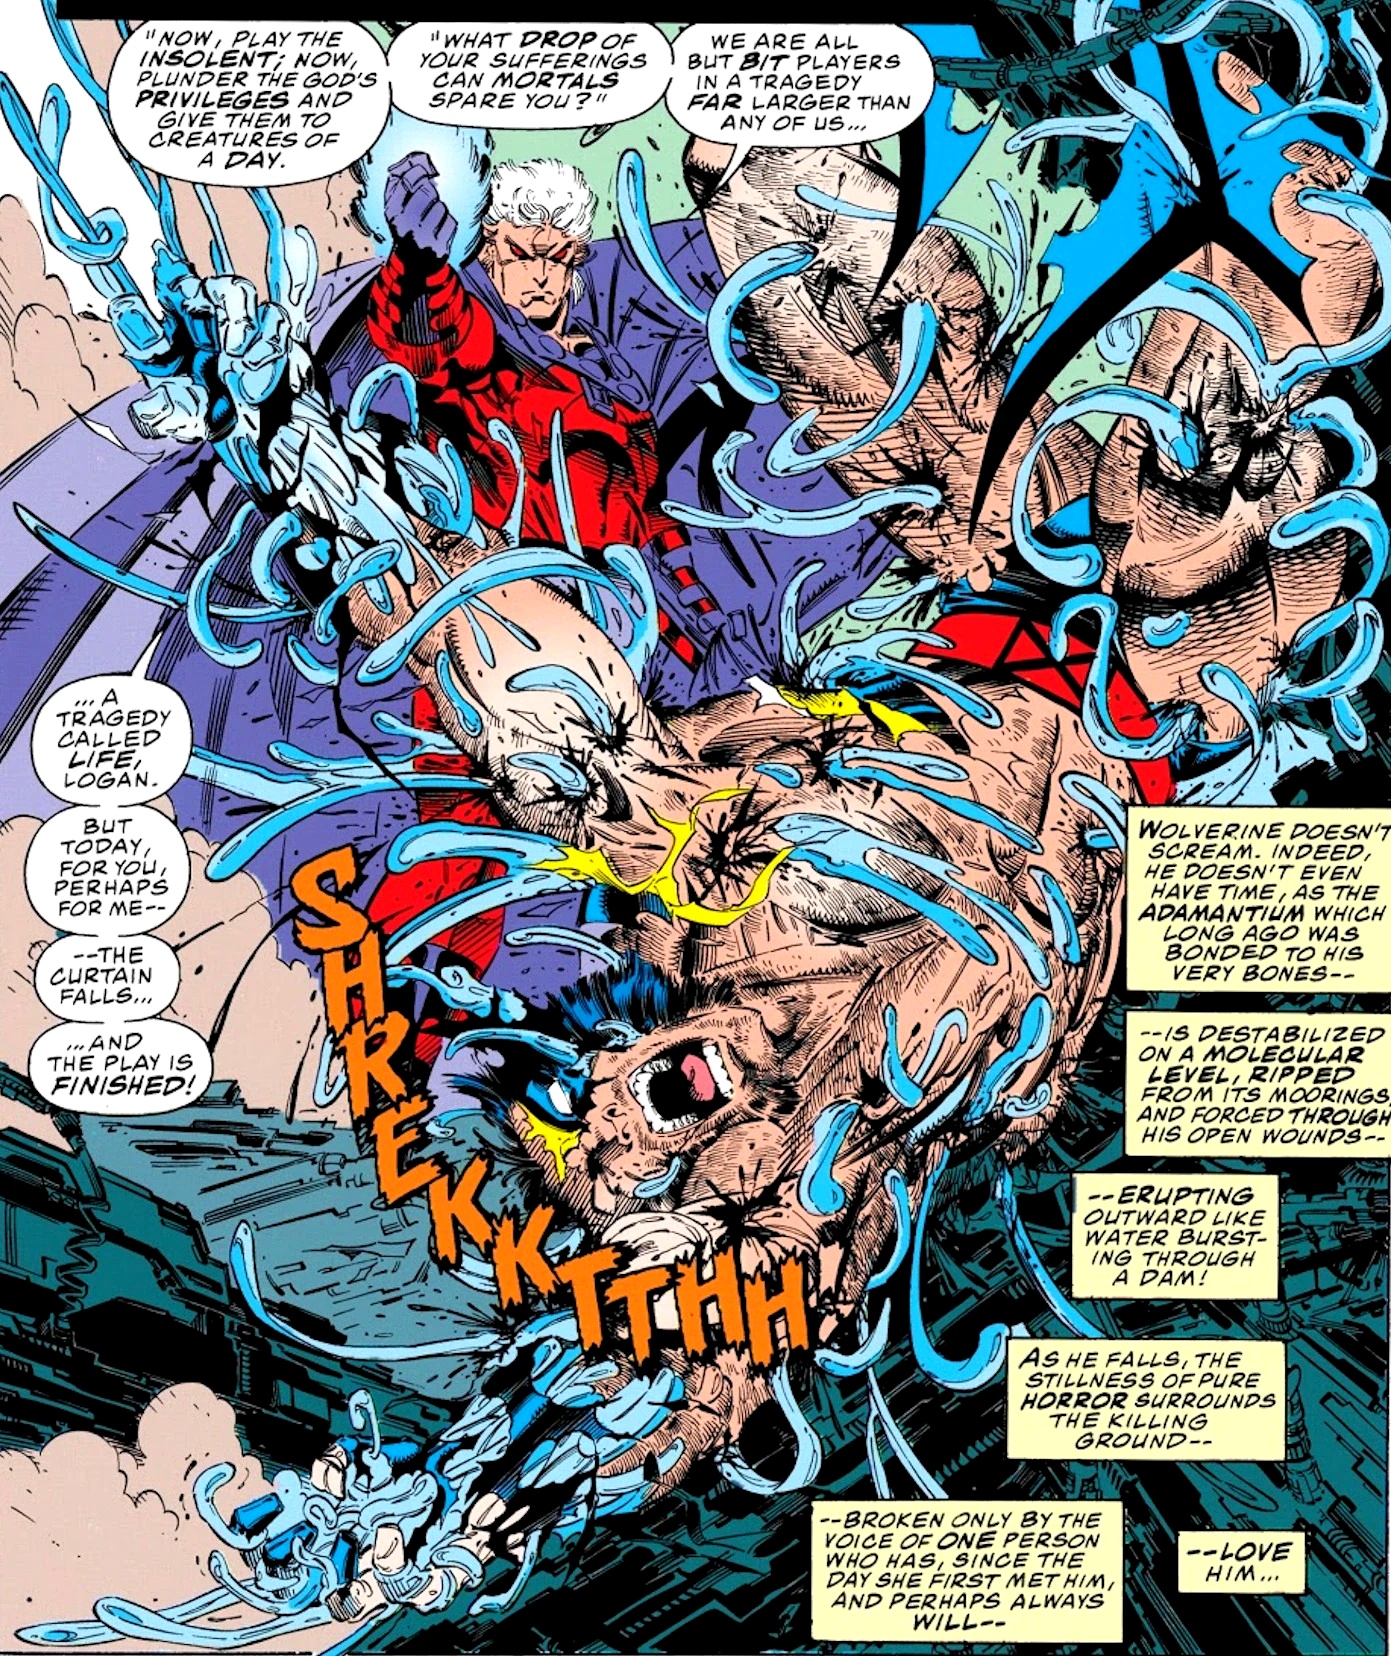 "NOW, PLAY THE
INSOLENT; NOW,
PLUNDER THE GOD'S
PRIVILEGES AND
GIVE THEM TO
CREATURES OF
A DAY.
"WHAT DROP OF
YOUR SUFFERINGS
CAN MORTALS
SPARE YOU?"
WE ARE ALL
BUT BIT PLAYERS
IN A TRAGEDY
FAR LARGER THAN
ANY OF US...
...A
TRAGEDY
CALLED
LIFE,
LOGAN.
BUT
TODAY,
FOR YOU,
PERHAPS
FOR ME--
--THE
CURTAIN
FALLS...
...AND
THE PLAY IS
FINISHED!
SHREKKTTHH
WOLVERINE DOESN'T
SCREAM. INDEED,
HE DOESN'T EVEN
HAVE TIME, AS THE
ADAMANTIUM WHICH
LONG AGO WAS
BONDED TO HIS
VERY BONES--
--IS DESTABILIZED
ON A MOLECULAR
LEVEL, RIPPED
FROM ITS MOORINGS,
AND FORCED THROUGH
HIS OPEN WOUNDS--
--ERUPTING
OUTWARD LIKE
WATER BURST-
ING THROUGH
A DAM!
AS HE FALLS, THE
STILLNESS OF PURE
HORROR SURROUNDS
THE KILLING
GROUND--
--BROKEN ONLY BY THE
VOICE OF ONE PERSON
WHO HAS, SINCE THE
DAY SHE FIRST MET HIM,
AND PERHAPS ALWAYS
WILL--
--LOVE
HIM...